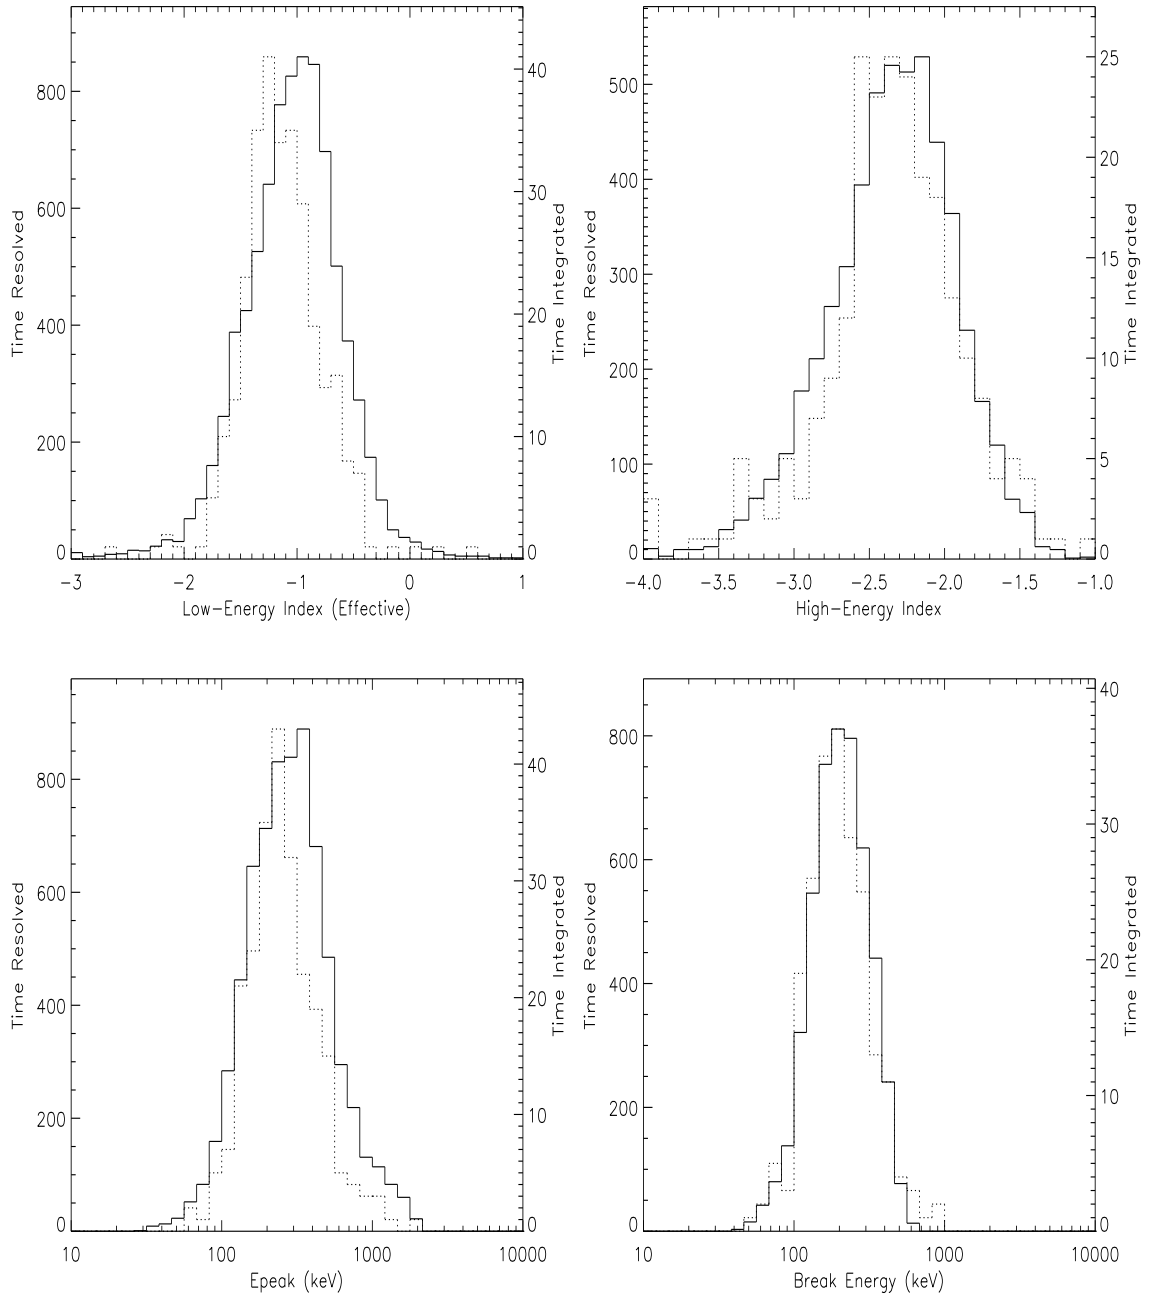 800
600
400
200
0
Time Resolved
40
30
20
10
0
Time Integrated
-3 -2 -1 0 1
Low-Energy Index (Effective)
500
400
300
200
100
0
Time Resolved
25
20
15
10
5
0
Time Integrated
-4.0 -3.5 -3.0 -2.5 -2.0 -1.5 -1.0
High-Energy Index
800
600
400
200
0
Time Resolved
40
30
20
10
0
Time Integrated
10 100 1000 10000
Epeak (keV)
800
600
400
200
0
Time Resolved
40
30
20
10
0
Time Integrated
10 100 1000 10000
Break Energy (keV)